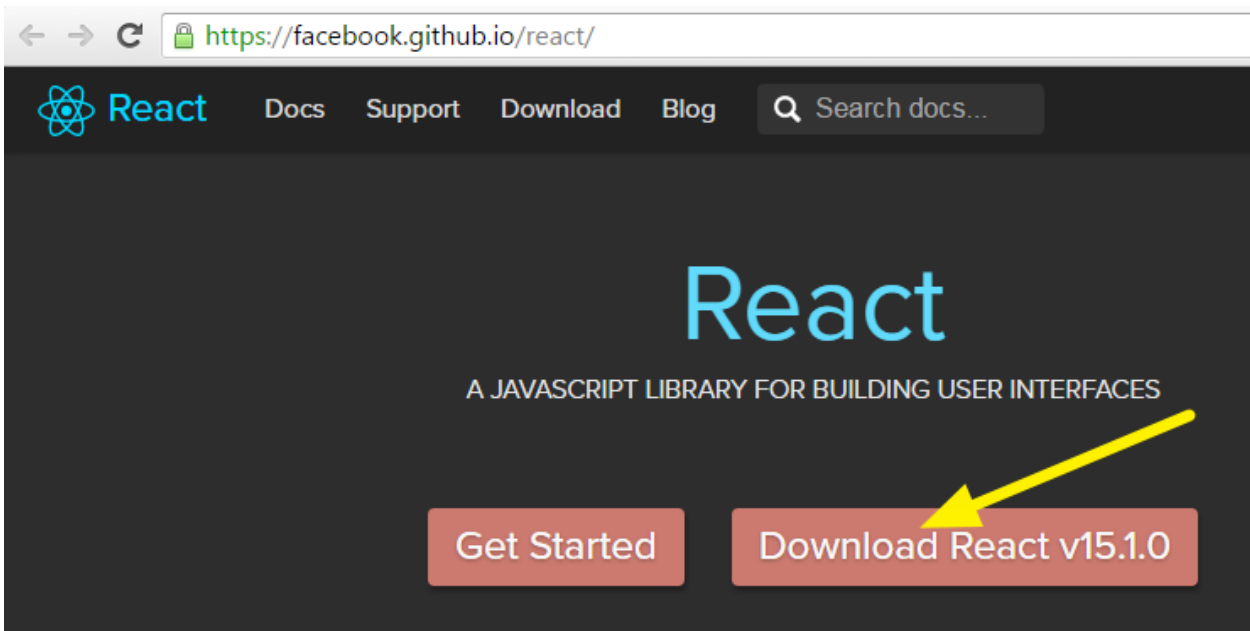 https://facebook.github.io/react/
React Docs Support Download Blog Search docs...
React
A JAVASCRIPT LIBRARY FOR BUILDING USER INTERFACES
Get Started Download React v15.1.0